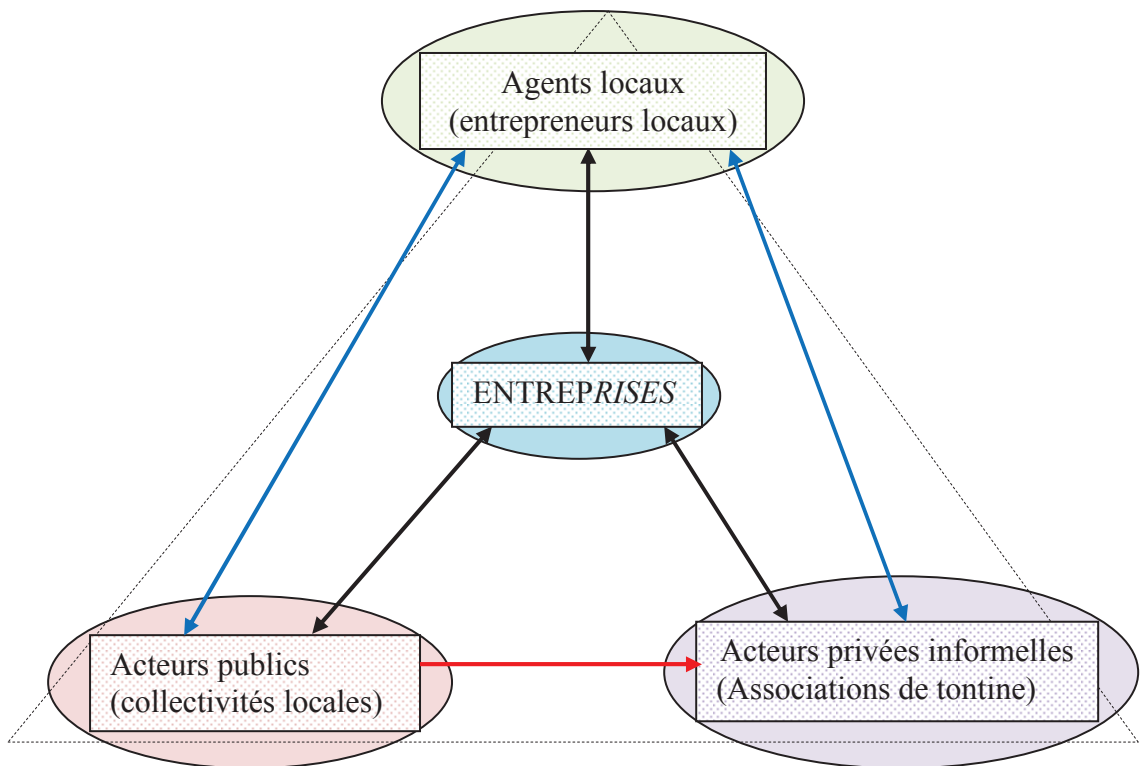 Agents locaux
(entrepreneurs locaux)
ENTREPRISES
Acteurs publics
(collectivités locales)
Acteurs privées informelles
(Associations de tontine)